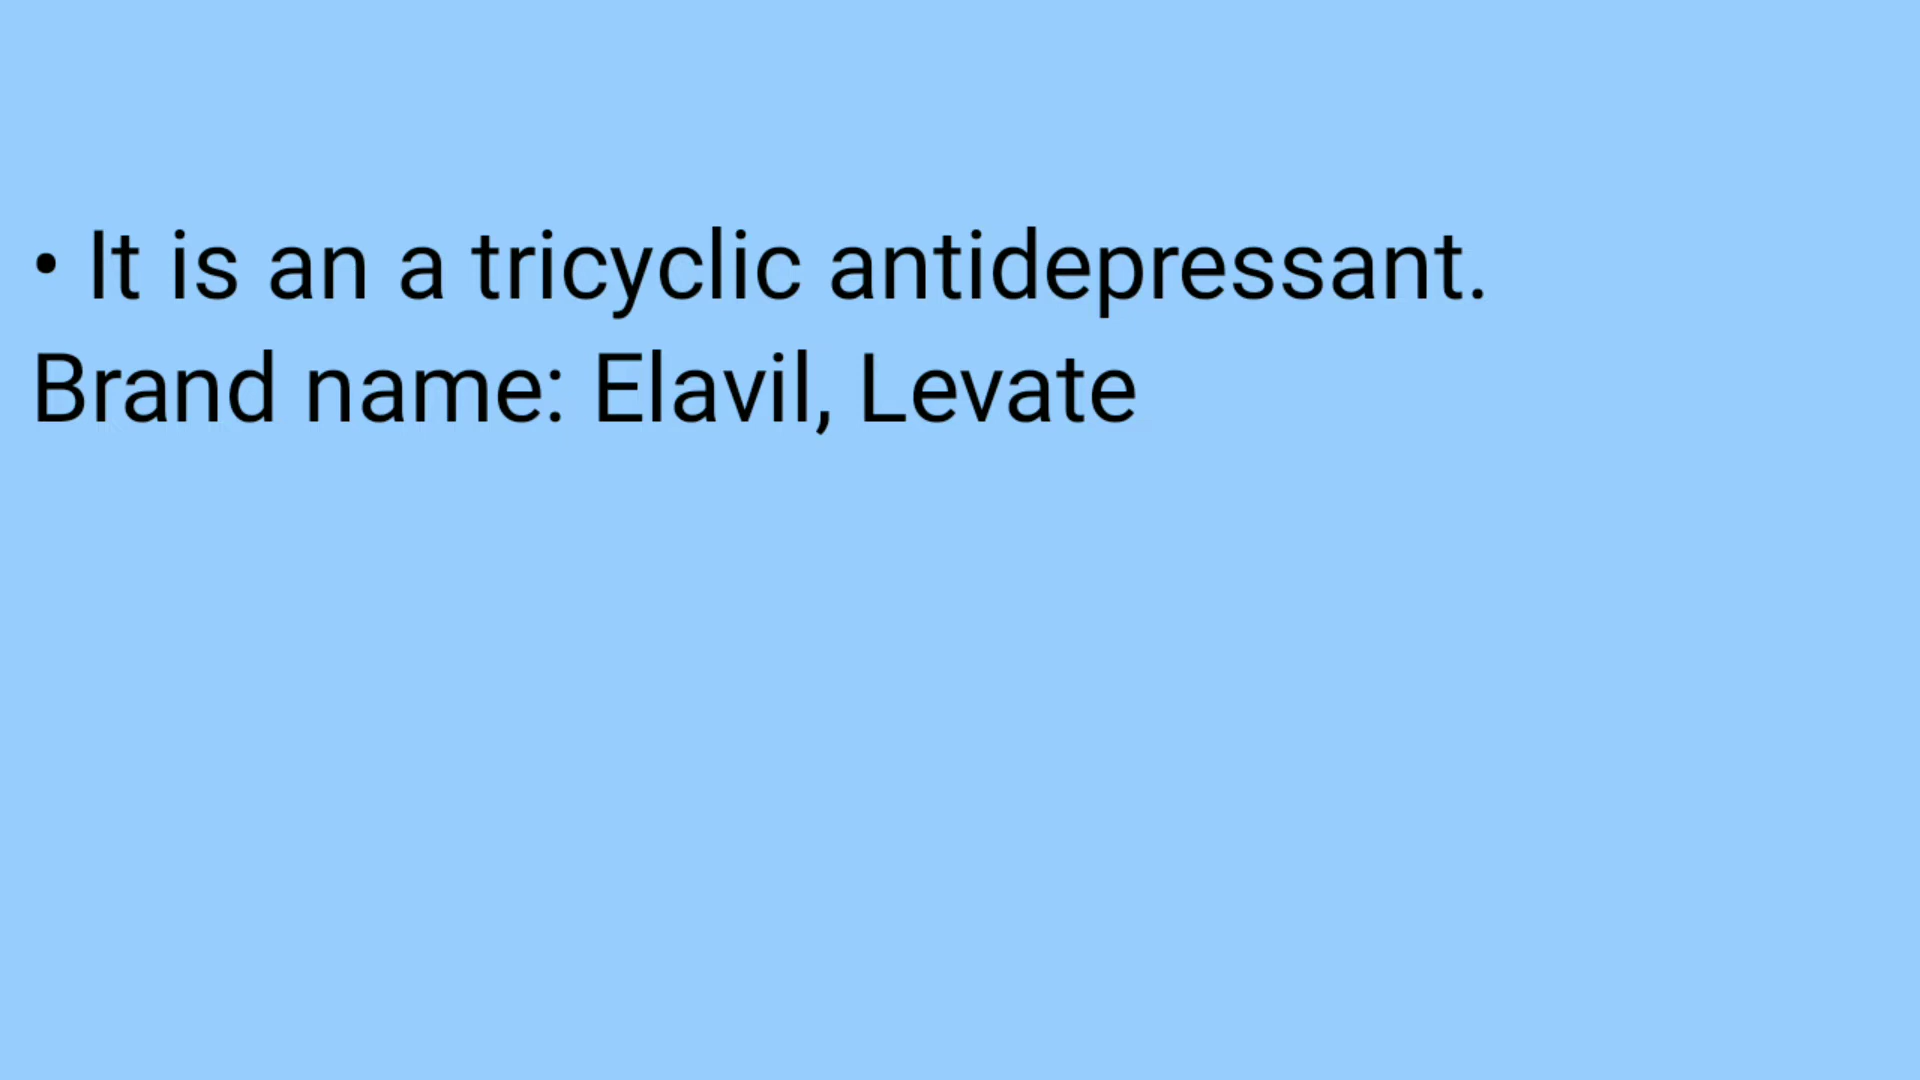 • It is an a tricyclic antidepressant.
Brand name: Elavil, Levate